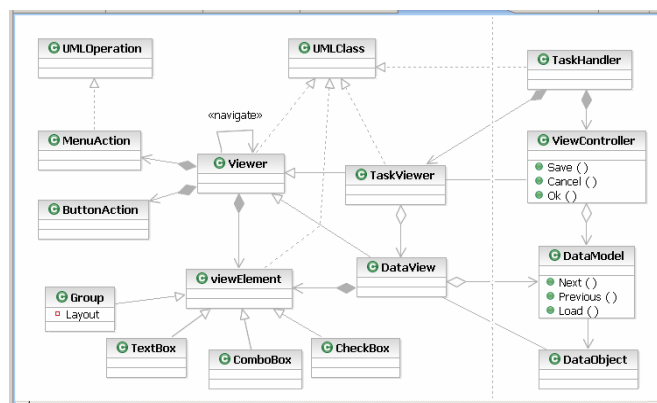 UMLOperation
UMLClass
TaskHandler
«navigate»
MenuAction
Viewer
ViewController
Save ( )
Cancel ( )
Ok ( )
TaskViewer
ButtonAction
DataView
DataModel
Next ( )
Previous ( )
Load ( )
viewElement
Group
Layout
TextBox
ComboBox
CheckBox
DataObject